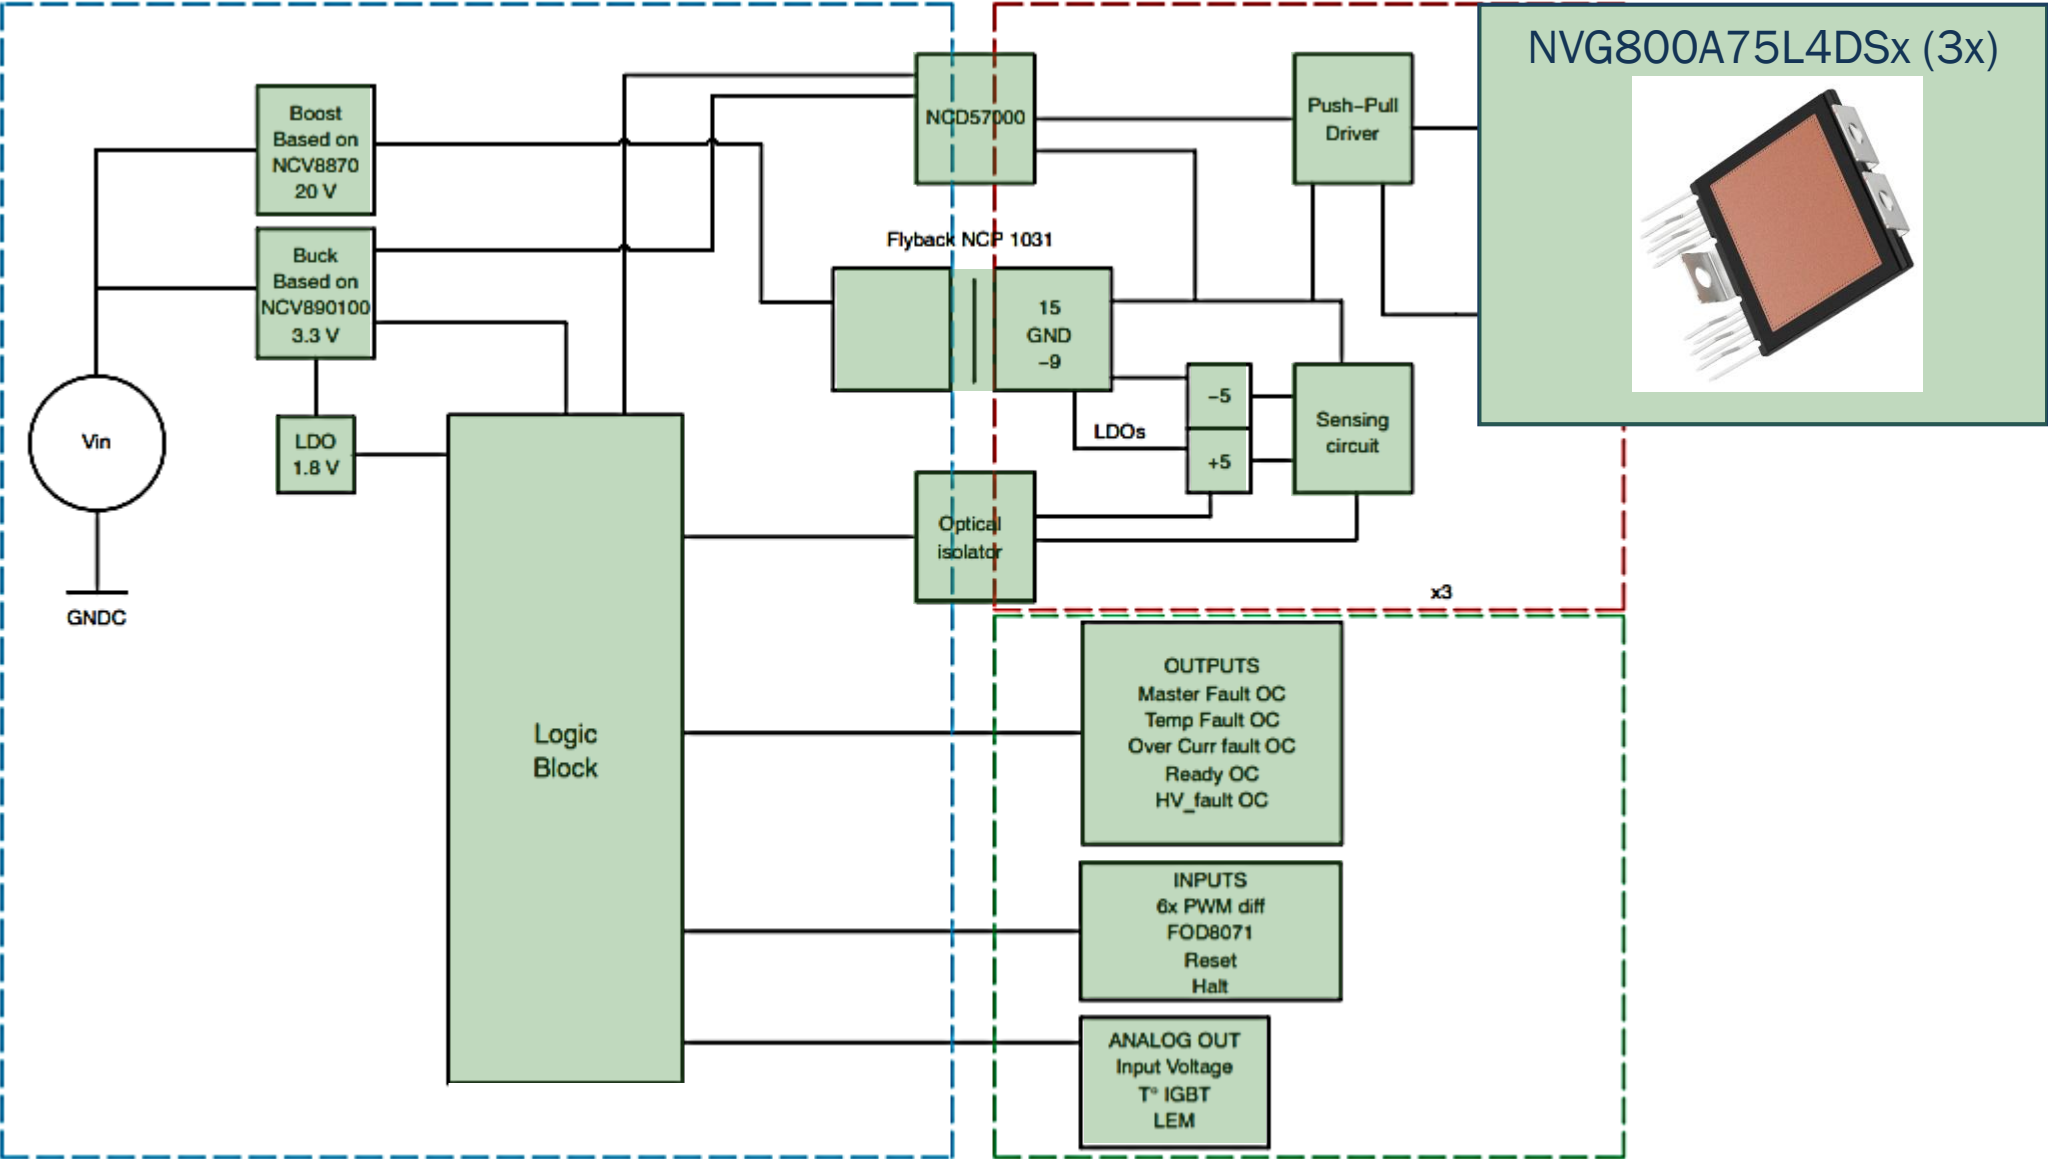 NVG800A75L4DSx (3x)
Boost
Based on
NCV8870
20 V
NCD57000
Push-Pull
Driver
Buck
Based on
NCV890100
3.3 V
Flyback NCP 1031
15
GND
-9
LDOs
-5
+5
Sensing
circuit
Vin
LDO
1.8 V
Optical
isolator
GNDC
x3
Logic
Block
OUTPUTS
Master Fault OC
Temp Fault OC
Over Curr fault OC
Ready OC
HV_fault OC
INPUTS
6x PWM diff
FOD8071
Reset
Halt
ANALOG OUT
Input Voltage
T° IGBT
LEM